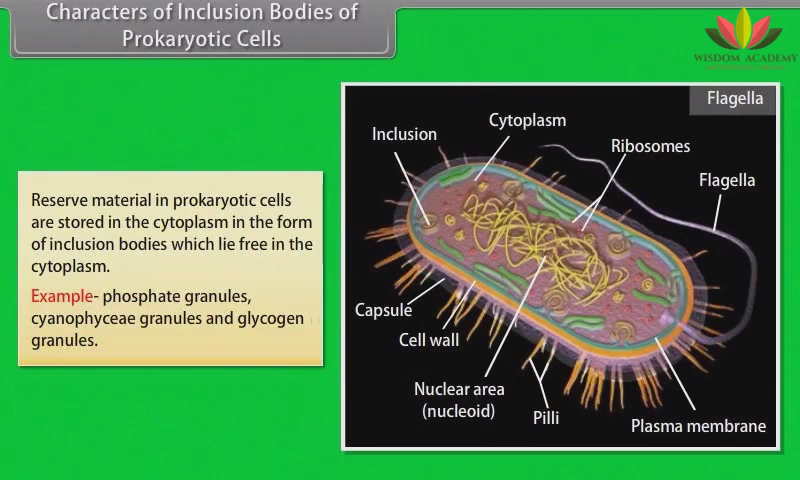 Characters of Inclusion Bodies of
Prokaryotic Cells
WISDOM ACADEMY
Flagella
Cytoplasm
Inclusion
Ribosomes
Flagella
Reserve material in prokaryotic cells
are stored in the cytoplasm in the form
of inclusion bodies which lie free in the
cytoplasm.
Example- phosphate granules,
cyanophyceae granules and glycogen
granules.
Capsule
Cell wall
Nuclear area
(nucleoid)
Pilli
Plasma membrane